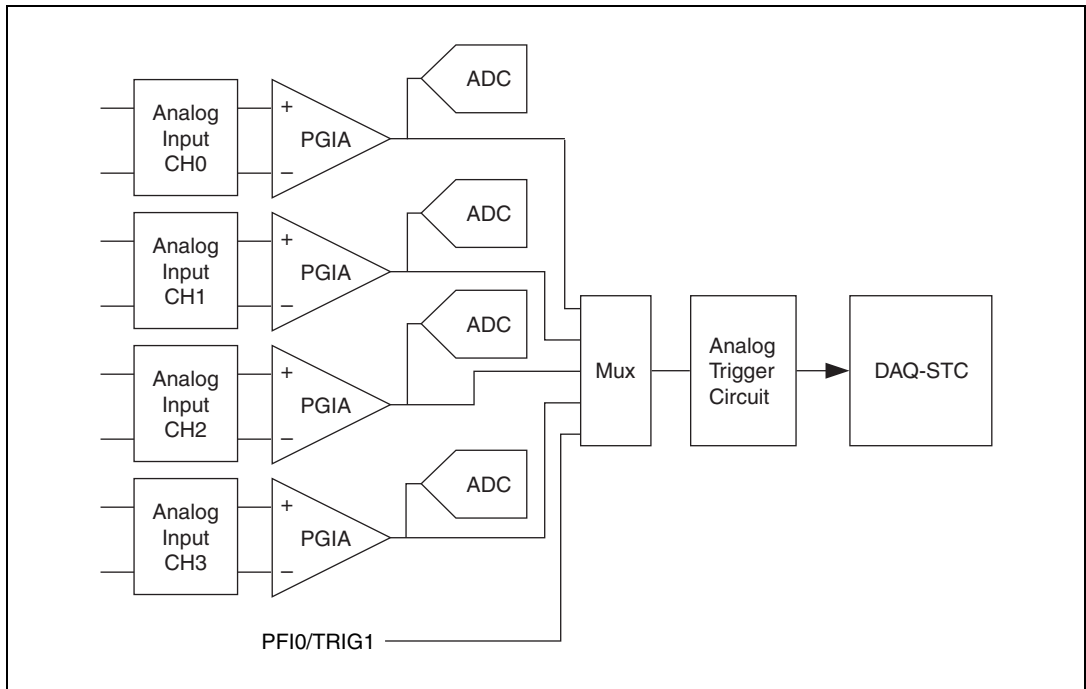 ADC
Analog
Input
CH0
+
PGIA
–
ADC
Analog
Input
CH1
+
PGIA
–
ADC
Analog
Input
CH2
+
PGIA
–
ADC
Analog
Input
CH3
+
PGIA
–
PFI0/TRIG1
Mux
Analog
Trigger
Circuit
DAQ-STC